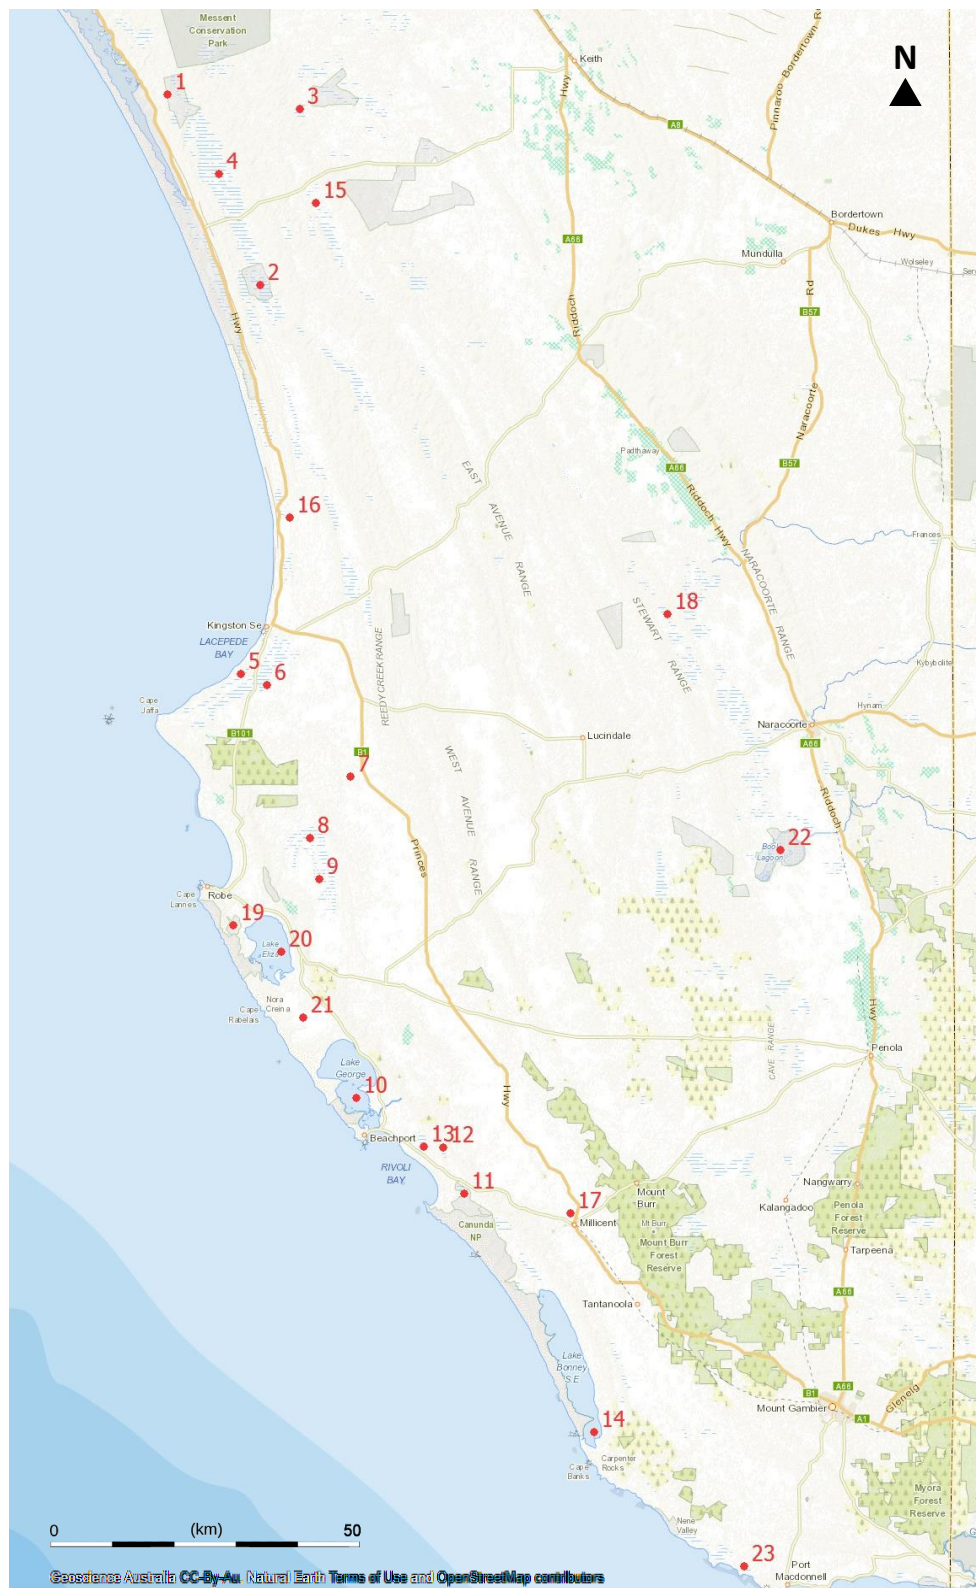 Messent
Conservation
Park
N
Keith
1
3
Hwy
A8
Pinnaroo-Bordertown-R
4
15
Bordertown
Dukes Hwy
A66
Mundulla
Wolseley
Ser
2
Rd
B57
Hwy
Riddoch
Naracoorte
Padthaway
EAST
A66
B57
AVENUE
Riddoch Hwy
16
Frances
RANGE
NARACOORTE RANGE
STEWART
18
Kingston Se
LACEPEDE
BAY
REEDY CREEK RANGE
RANGE
Kybybolite
5
6
Cape
Jaffa
Hynam
Naracoorte
B101
Lucindale
A66
B1
WEST
7
AVENUE
Riddoch
8
Princes
22
Bool
Lagoon
9
RANGE
Cape
Lannes
Robe
19
20
Lake
Eliza
Nora
Creina
Cape
Rabelais
21
Hwy
CAVE RANGE
Penola
Lake
George
Hwy
10
Beachport
13
12
RIVOLI
BAY
11
Mount
Burr
Nangwarry
17
Kalangadoo
Penola
Forest
Reserve
Canunda
NP
Millicent
Mt Burr
Mount Burr
Forest
Reserve
Tarpeena
A66
Tantanoola
Lake
Bonney
S E
B1
A66
Glenelg
Mount Gambier
A1
14
Carpenter
Rocks
Cape
Banks
Myora
Forest
Reserve
Nene
Valley
0 (km) 50
23
Port
Macdonnell
G
Geoscience Australia CC-By-Au Natural Earth Terms of Use and OpenStreetMap contributors